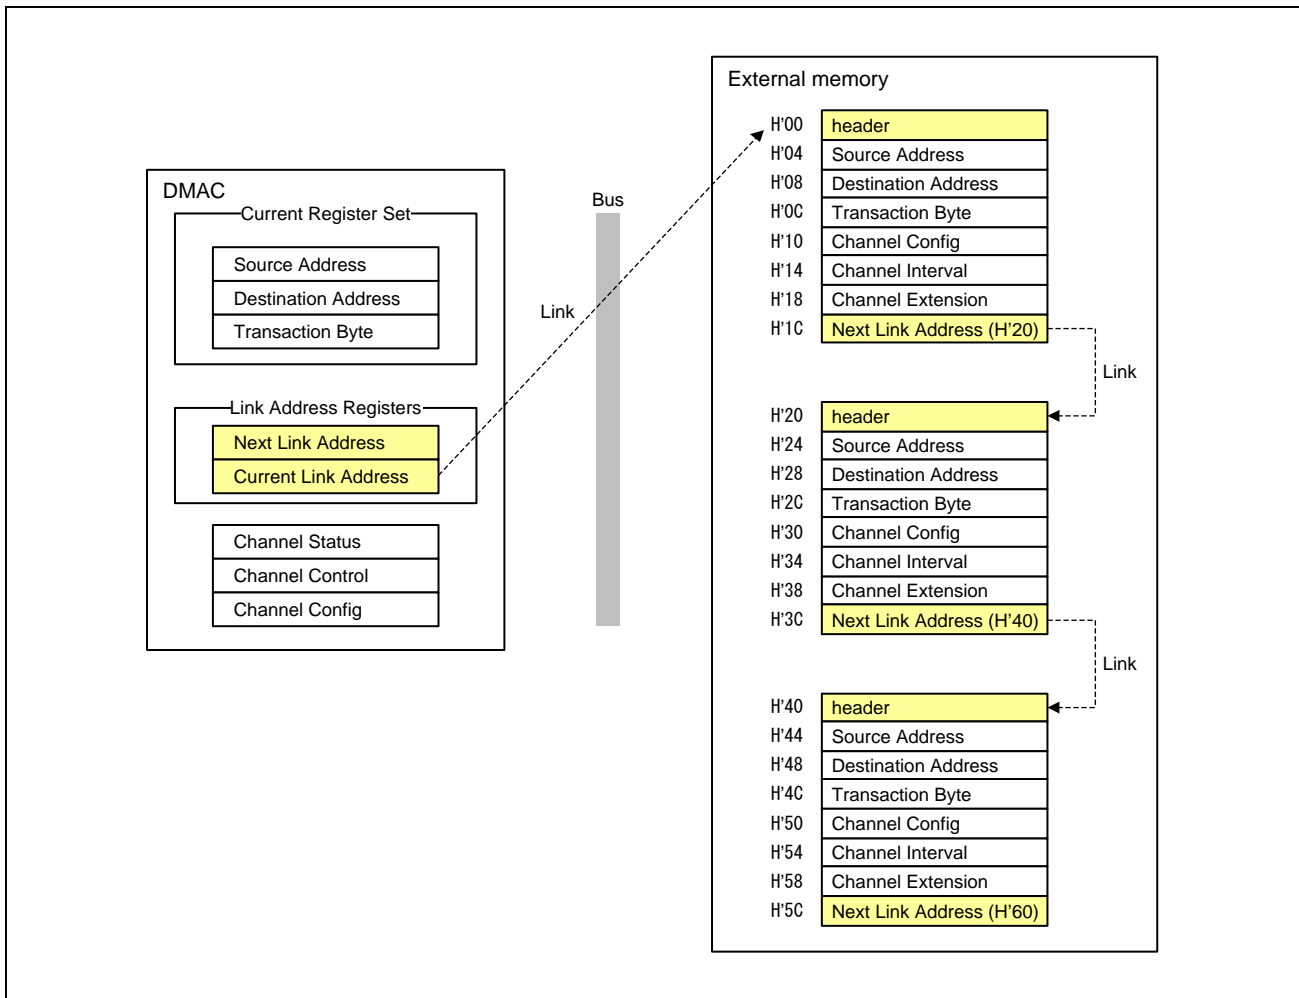 DMAC
Current Register Set
Source Address
Destination Address
Transaction Byte
Link Address Registers
Next Link Address
Current Link Address
Channel Status
Channel Control
Channel Config
Bus
Link
External memory
H'00 header
H'04 Source Address
H'08 Destination Address
H'0C Transaction Byte
H'10 Channel Config
H'14 Channel Interval
H'18 Channel Extension
H'1C Next Link Address (H'20)
Link
H'20 header
H'24 Source Address
H'28 Destination Address
H'2C Transaction Byte
H'30 Channel Config
H'34 Channel Interval
H'38 Channel Extension
H'3C Next Link Address (H'40)
Link
H'40 header
H'44 Source Address
H'48 Destination Address
H'4C Transaction Byte
H'50 Channel Config
H'54 Channel Interval
H'58 Channel Extension
H'5C Next Link Address (H'60)